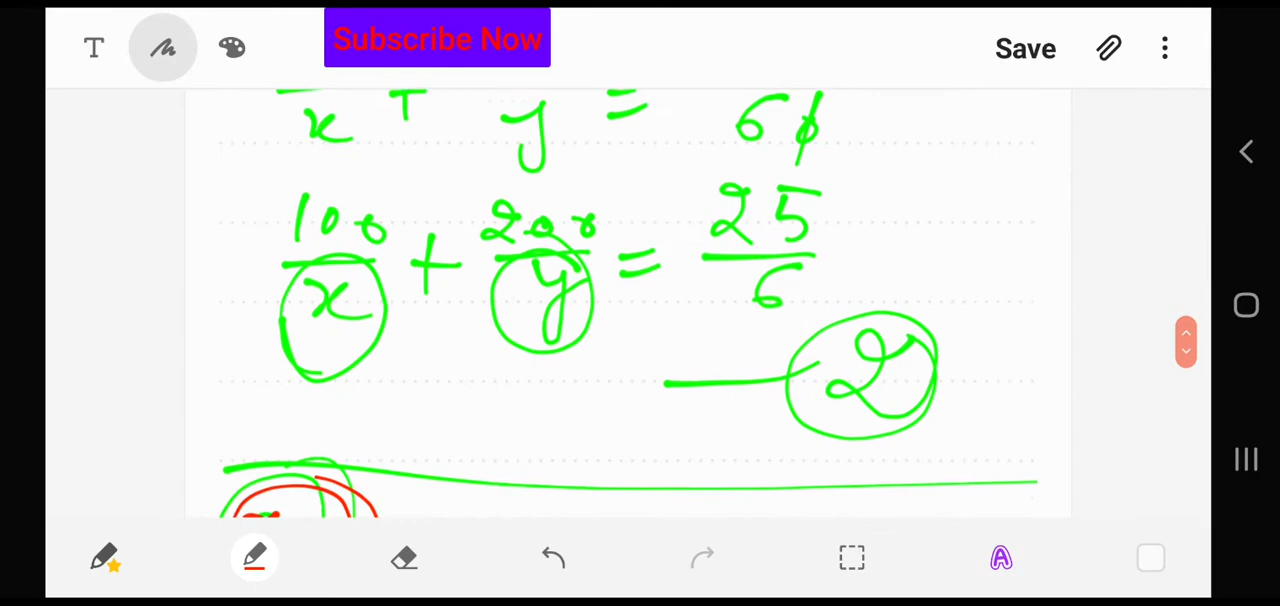 T Subscribe Now Save
x + y = 60
100/x + 200/y = 25/6
2
A